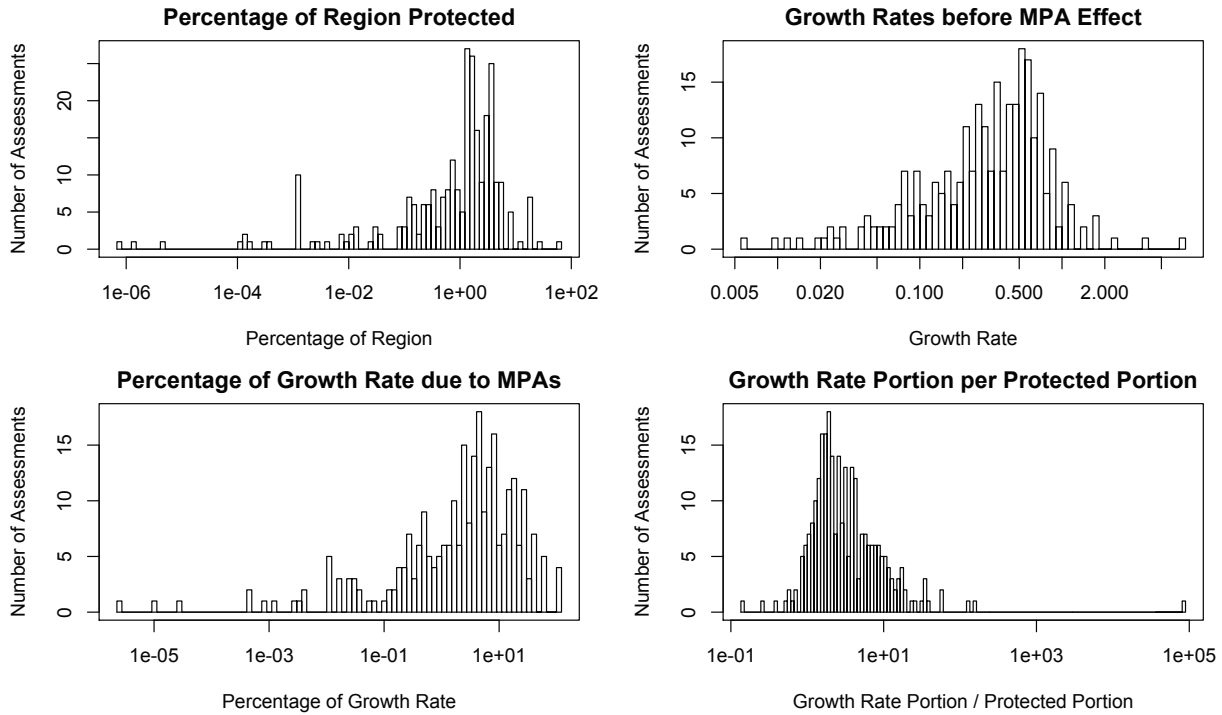 Percentage of Region Protected
Number of Assessments
0 5 10 20
1e-06 1e-04 1e-02 1e+00 1e+02
Percentage of Region
Growth Rates before MPA Effect
Number of Assessments
0 5 10 15
0.005 0.020 0.100 0.500 2.000
Growth Rate
Percentage of Growth Rate due to MPAs
Number of Assessments
0 5 10 15
1e-05 1e-03 1e-01 1e+01
Percentage of Growth Rate
Growth Rate Portion per Protected Portion
Number of Assessments
0 5 10 15
1e-01 1e+01 1e+03 1e+05
Growth Rate Portion / Protected Portion